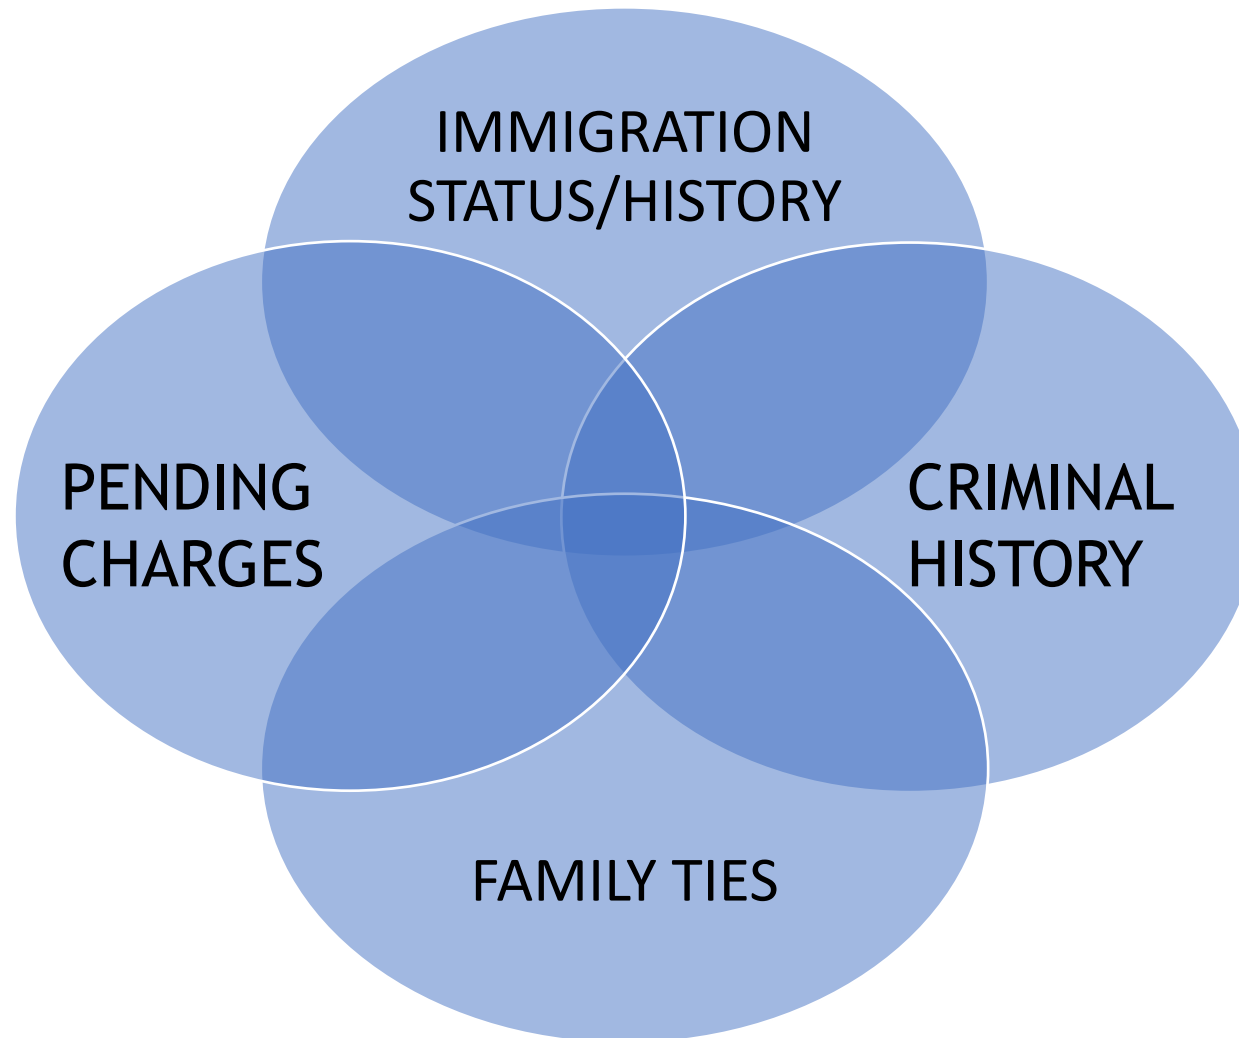 IMMIGRATION
STATUS/HISTORY
PENDING
CHARGES
CRIMINAL
HISTORY
FAMILY TIES